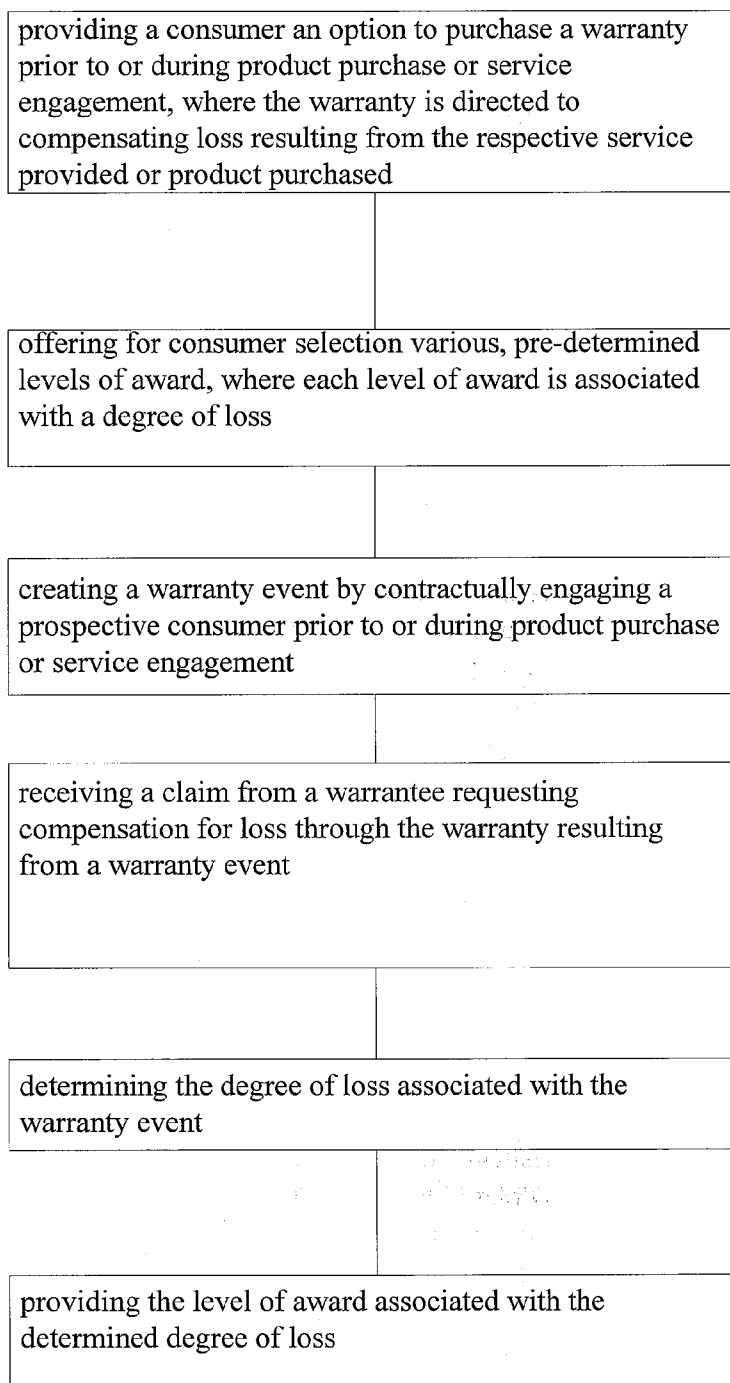 providing a consumer an option to purchase a warranty
prior to or during product purchase or service
engagement, where the warranty is directed to
compensating loss resulting from the respective service
provided or product purchased
offering for consumer selection various, pre-determined
levels of award, where each level of award is associated
with a degree of loss
creating a warranty event by contractually engaging a
prospective consumer prior to or during product purchase
or service engagement
receiving a claim from a warrantee requesting
compensation for loss through the warranty resulting
from a warranty event
determining the degree of loss associated with the
warranty event
providing the level of award associated with the
determined degree of loss